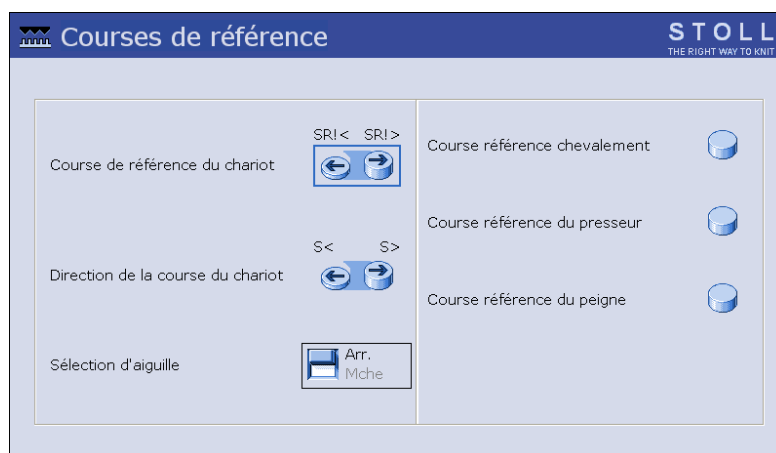 Courses de référence
STOLL
THE RIGHT WAY TO KNIT
SR!< SR!>
Course de référence du chariot
S< S>
Direction de la course du chariot
Sélection d'aiguille
Arr.
Mche
Course référence chevalement
Course référence du presseur
Course référence du peigne